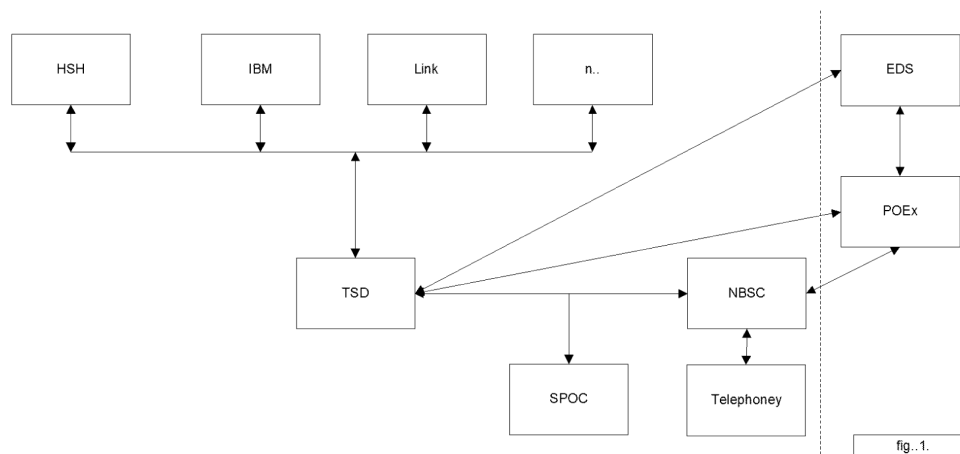 HSH
IBM
Link
n..
EDS
POEx
TSD
NBSC
SPOC
Telephoney
fig..1.